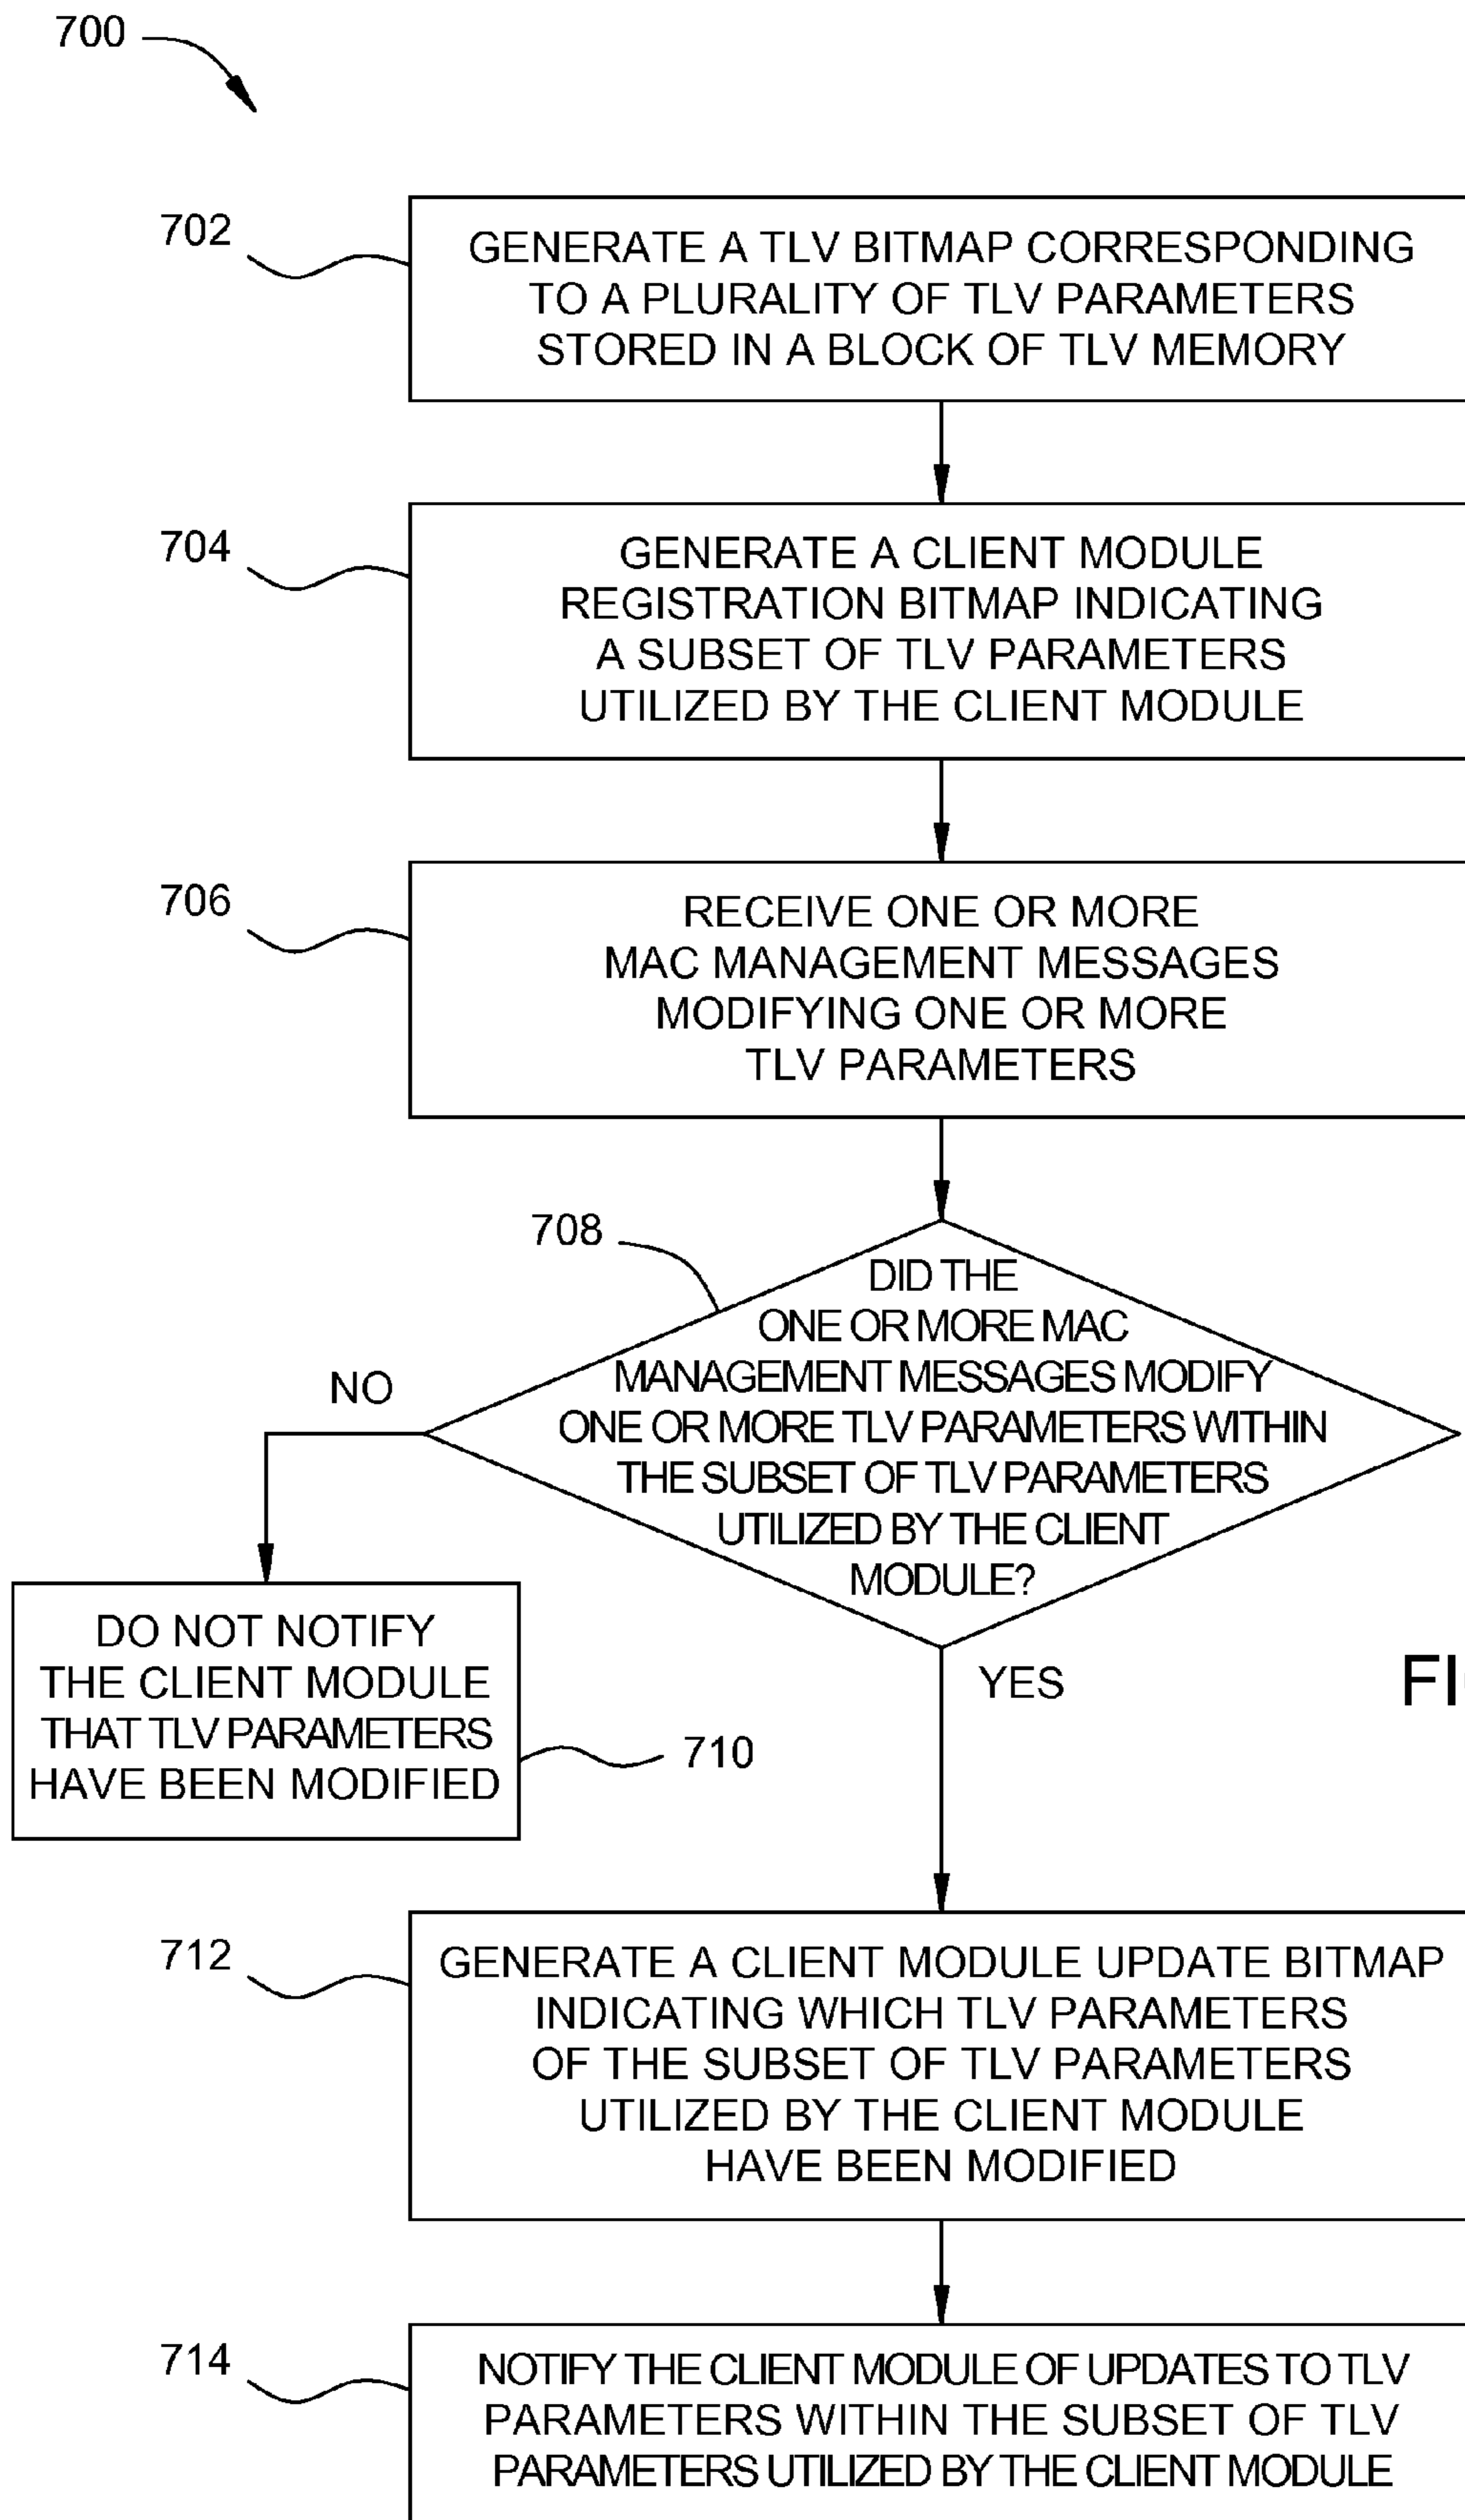 700
702
GENERATE A TLV BITMAP CORRESPONDING
TO A PLURALITY OF TLV PARAMETERS
STORED IN A BLOCK OF TLV MEMORY
704
GENERATE A CLIENT MODULE
REGISTRATION BITMAP INDICATING
A SUBSET OF TLV PARAMETERS
UTILIZED BY THE CLIENT MODULE
706
RECEIVE ONE OR MORE
MAC MANAGEMENT MESSAGES
MODIFYING ONE OR MORE
TLV PARAMETERS
708
DID THE
ONE OR MORE MAC
MANAGEMENT MESSAGES MODIFY
ONE OR MORE TLV PARAMETERS WITHIN
THE SUBSET OF TLV PARAMETERS
UTILIZED BY THE CLIENT
MODULE?
NO
DO NOT NOTIFY
THE CLIENT MODULE
THAT TLV PARAMETERS
HAVE BEEN MODIFIED
710
YES
712
GENERATE A CLIENT MODULE UPDATE BITMAP
INDICATING WHICH TLV PARAMETERS
OF THE SUBSET OF TLV PARAMETERS
UTILIZED BY THE CLIENT MODULE
HAVE BEEN MODIFIED
714
NOTIFY THE CLIENT MODULE OF UPDATES TO TLV
PARAMETERS WITHIN THE SUBSET OF TLV
PARAMETERS UTILIZED BY THE CLIENT MODULE